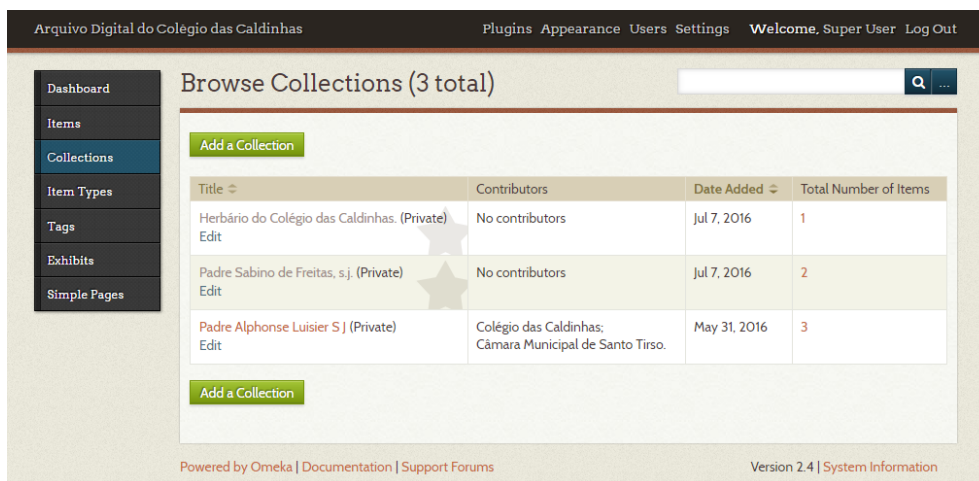 Arquivo Digital do Colégio das Caldinhas
Plugins Appearance Users Settings Welcome, Super User Log Out
Dashboard
Items
Collections
Item Types
Tags
Exhibits
Simple Pages
Browse Collections (3 total)
...
Add a Collection
Title Contributors Date Added Total Number of Items
Herbário do Colégio das Caldinhas. (Private) No contributors Jul 7, 2016 1
Edit
Padre Sabino de Freitas, s.j. (Private) No contributors Jul 7, 2016 2
Edit
Padre Alphonse Luisier S J (Private) Colégio das Caldinhas; May 31, 2016 3
Edit Câmara Municipal de Santo Tirso.
Add a Collection
Powered by Omeka | Documentation | Support Forums Version 2.4 | System Information